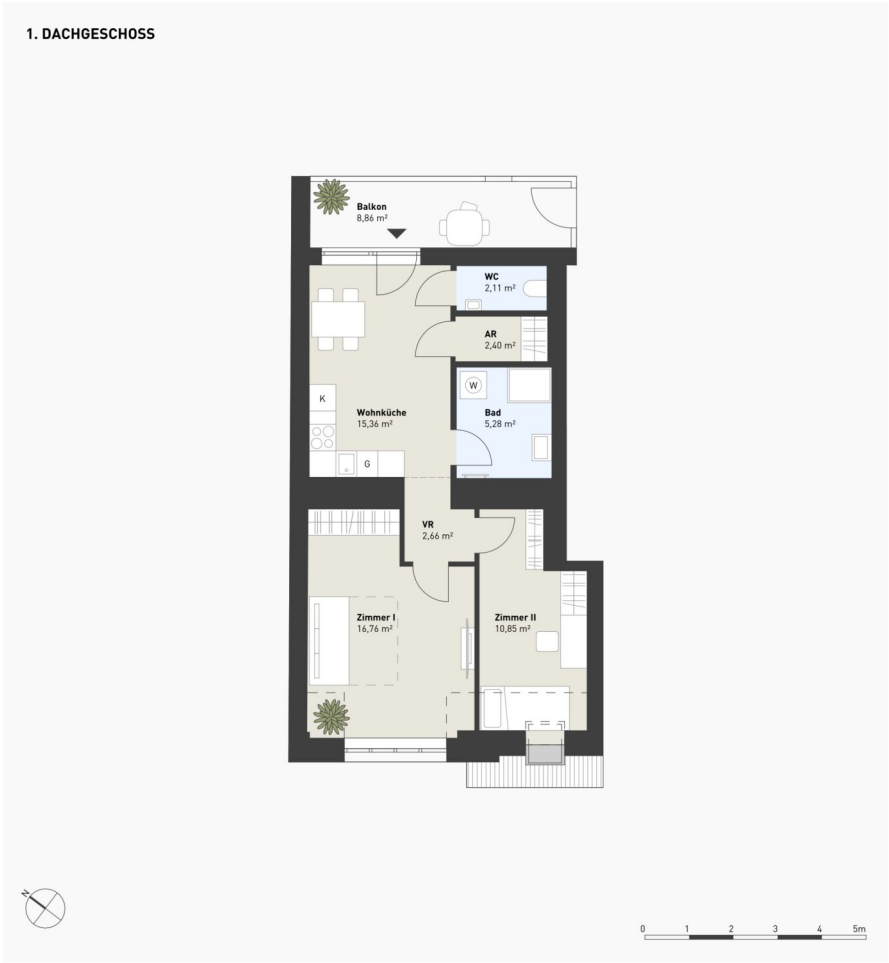 1. DACHGESCHOSS
Balkon
8,86 m²
WC
2,11 m²
AR
2,40 m²
K
W
Wohnküche
15,36 m²
Bad
5,28 m²
G
VR
2,66 m²
Zimmer I
16,76 m²
Zimmer II
10,85 m²
N
0 1 2 3 4 5m